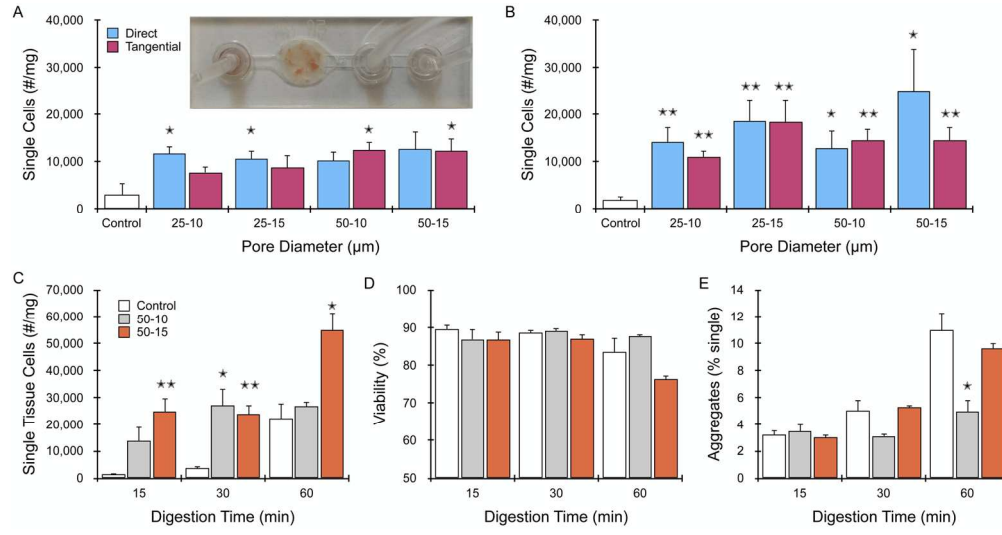 A
Single Cells (#/mg)
40,000
30,000
20,000
10,000
0
Direct
Tangential
★ ★ ★ ★
Control 25-10 25-15 50-10 50-15
Pore Diameter (µm)
B
Single Cells (#/mg)
40,000
30,000
20,000
10,000
0
★★ ★★ ★★ ★★ ★ ★★ ★ ★★
Control 25-10 25-15 50-10 50-15
Pore Diameter (µm)
C
Single Tissue Cells (#/mg)
70,000
60,000
50,000
40,000
30,000
20,000
10,000
0
Control
50-10
50-15
★★ ★ ★★ ★
15 30 60
Digestion Time (min)
D
Viability (%)
100
90
80
70
60
50
15 30 60
Digestion Time (min)
E
Aggregates (% single)
14
12
10
8
6
4
2
0
★
15 30 60
Digestion Time (min)